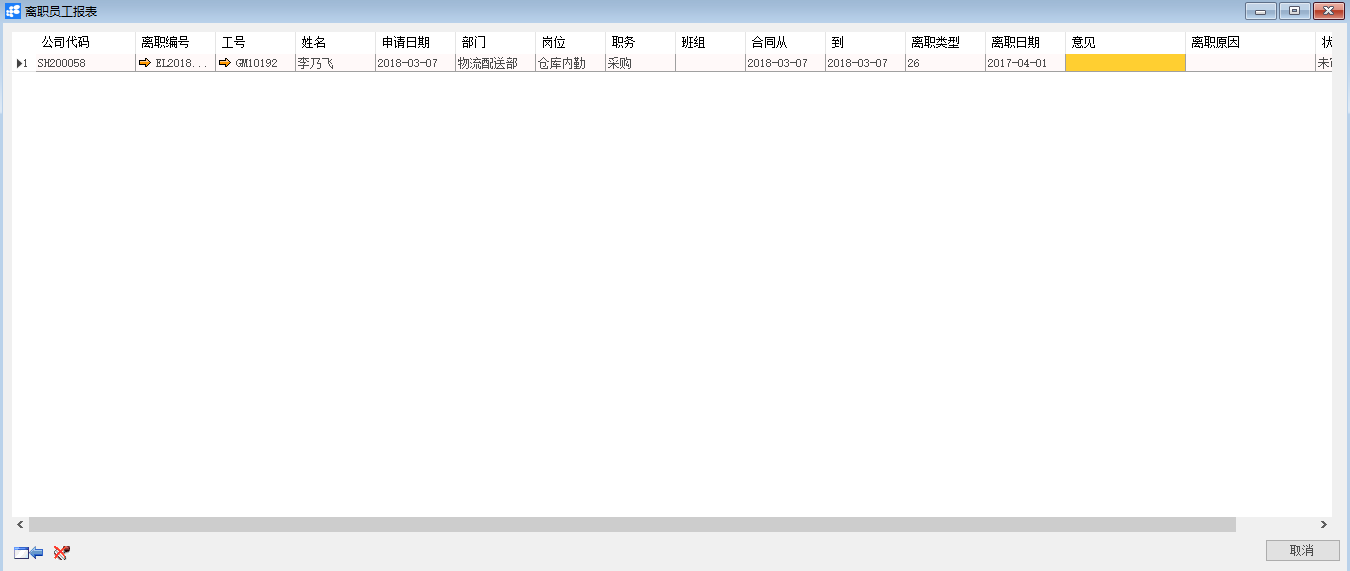 离职员工报表
公司代码 离职编号 工号 姓名 申请日期 部门 岗位 职务 班组 合同从 到 离职类型 离职日期 意见 离职原因 状
1 SH200058 EL2018... GM10192 李乃飞 2018-03-07 物流配送部 仓库内勤 采购 2018-03-07 2018-03-07 26 2017-04-01 未
取消